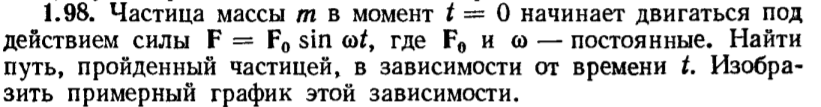 1.98. Частица массы m в момент t = 0 начинает двигаться под
действием силы F = F₀ sin ωt, где F₀ и ω — постоянные. Найти
путь, пройденный частицей, в зависимости от времени t. Изобра-
зить примерный график этой зависимости.